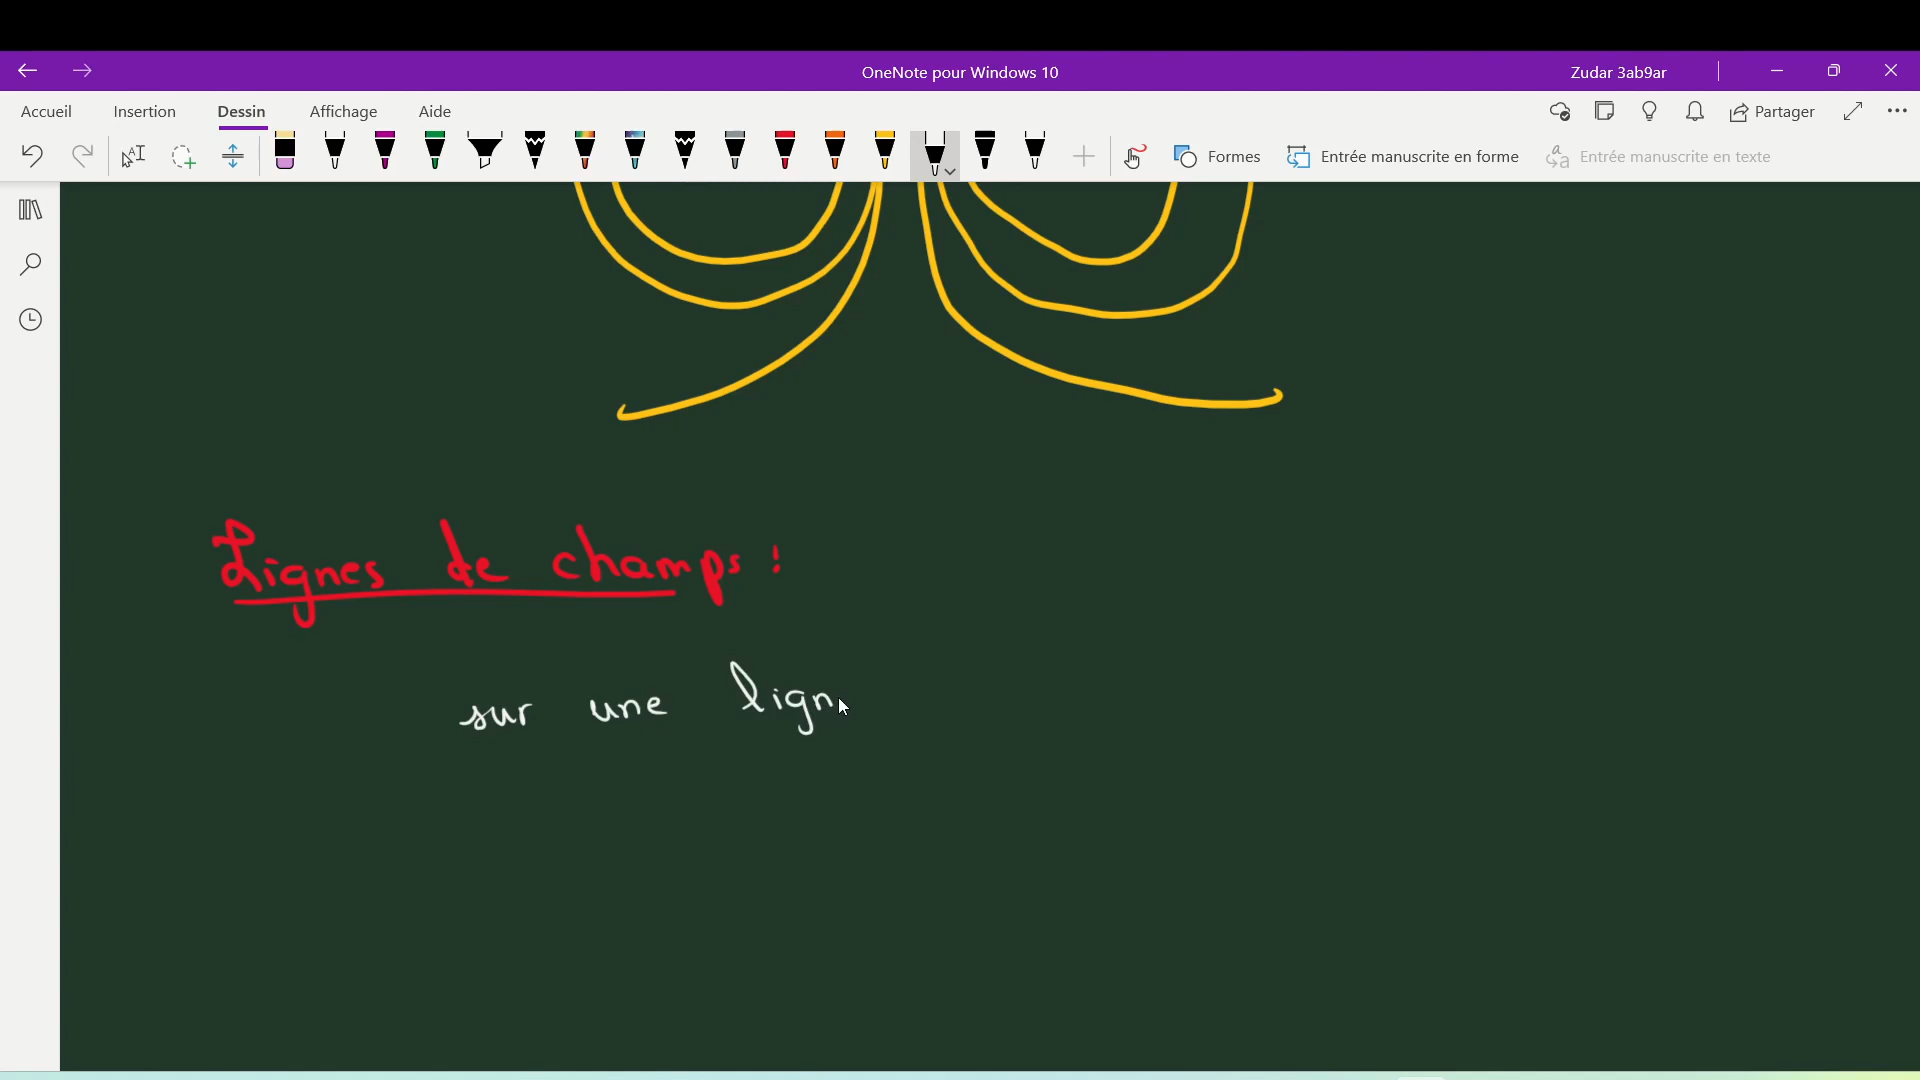 OneNote pour Windows 10
Zudar 3ab9ar
Accueil Insertion Dessin Affichage Aide
Partager
Formes Entrée manuscrite en forme Entrée manuscrite en texte
Lignes de champs :
sur une lign